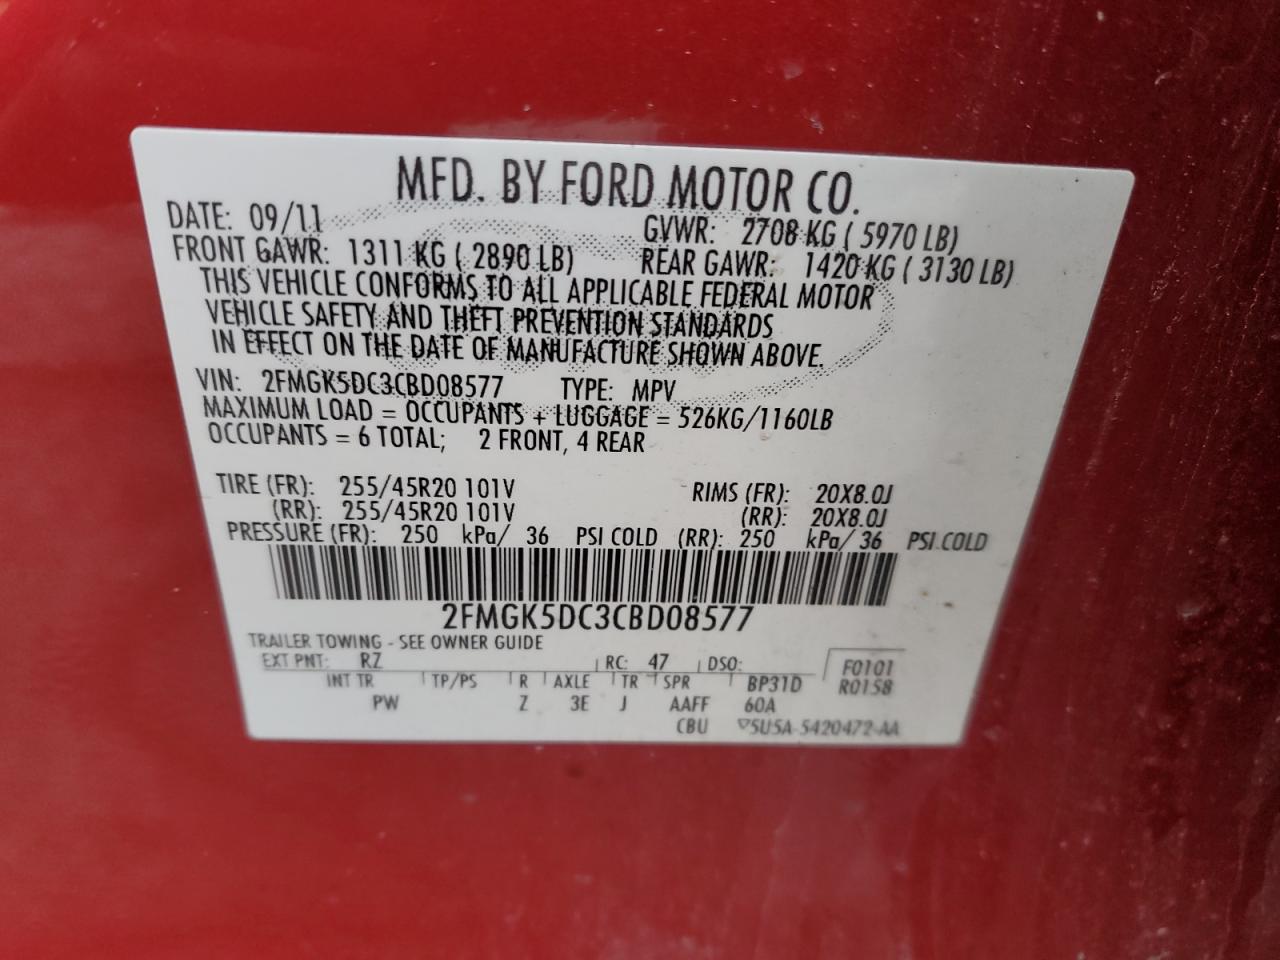 MFD. BY FORD MOTOR CO.
DATE: 09/11 GVWR: 2708 KG ( 5970 LB)
FRONT GAWR: 1311 KG ( 2890 LB) REAR GAWR: 1420 KG ( 3130 LB)
THIS VEHICLE CONFORMS TO ALL APPLICABLE FEDERAL MOTOR
VEHICLE SAFETY AND THEFT PREVENTION STANDARDS
IN EFFECT ON THE DATE OF MANUFACTURE SHOWN ABOVE.
VIN: 2FMGK5DC3CBD08577 TYPE: MPV
MAXIMUM LOAD = OCCUPANTS + LUGGAGE = 526KG/1160LB
OCCUPANTS = 6 TOTAL; 2 FRONT, 4 REAR
TIRE (FR): 255/45R20 101V RIMS (FR): 20X8.0J
(RR): 255/45R20 101V (RR): 20X8.0J
PRESSURE (FR): 250 kPa/ 36 PSI COLD (RR): 250 kPa/ 36 PSI COLD
2FMGK5DC3CBD08577
TRAILER TOWING - SEE OWNER GUIDE
EXT PNT: RZ RC: 47 DSO: F0101
INT TR TP/PS R AXLE TR SPR BP31D R0158
PW Z 3E J AAFF 60A
CBU 5U5A-5420472-AA